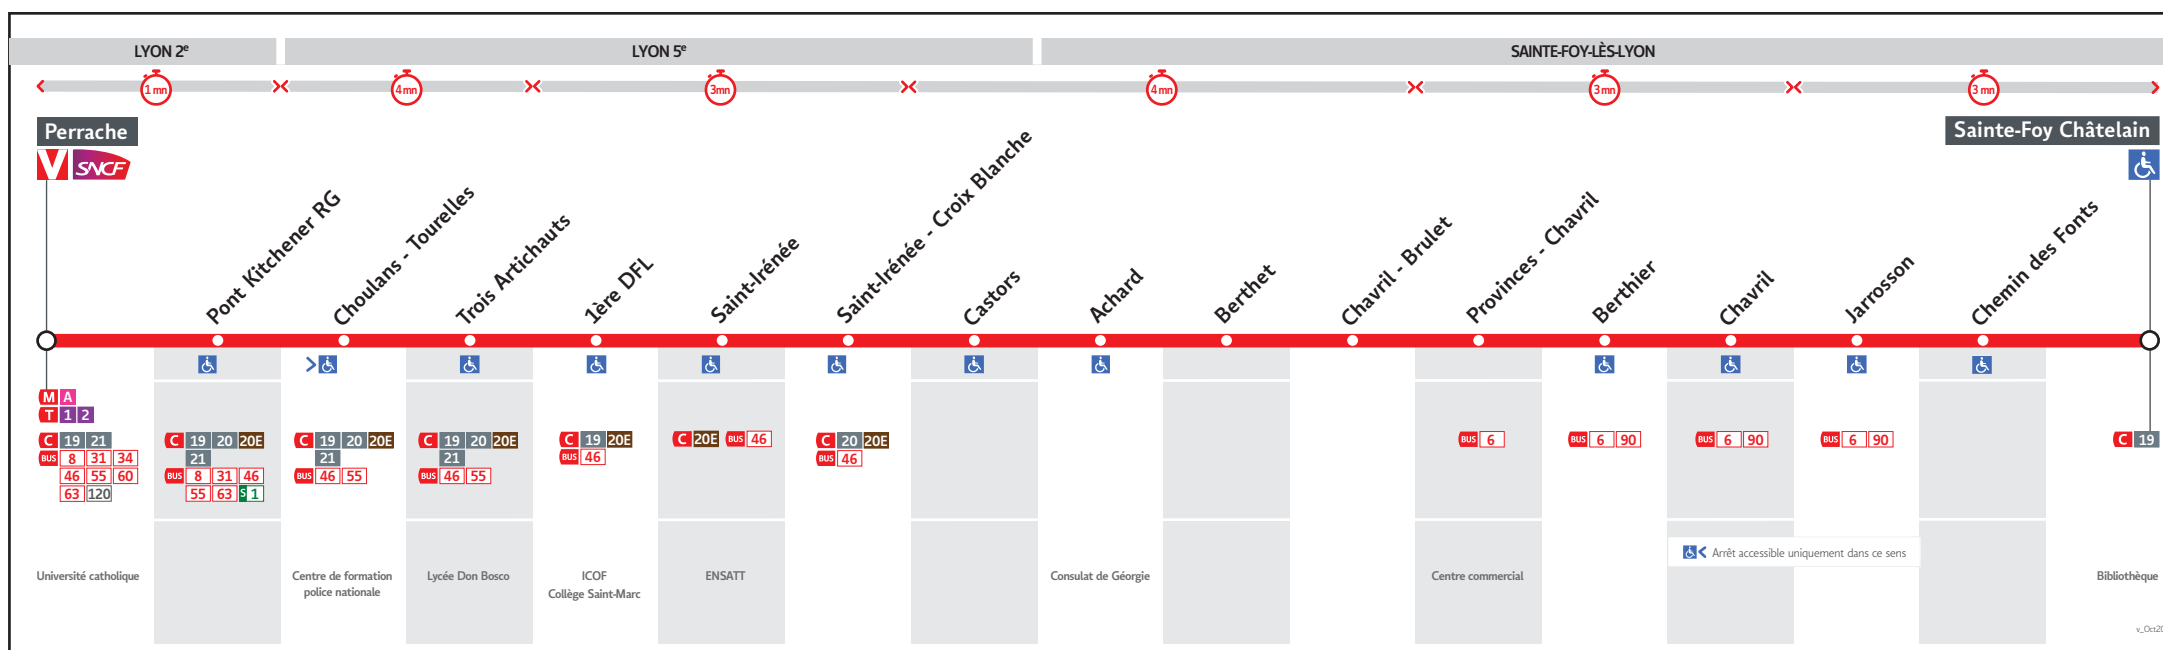 LYON 2e
LYON 5e
SAINTE-FOY-LÈS-LYON
1 mn
4 mn
3mn
4 mn
3 mn
3 mn
Perrache
V SNCF
Sainte-Foy Châtelain
Pont Kitchener RG
Choulans - Tourelles
Trois Artichauts
1ère DFL
Saint-Irénée
Saint-Irénée - Croix Blanche
Castors
Achard
Berthet
Chavril - Brulet
Provinces - Chavril
Berthier
Chavril
Jarrosson
Chemin des Fonts
M A
T 1 2
C 19 21
BUS 8 31 34
46 55 60
63 120
C 19 20 20E
21
BUS 8 31 46
55 63 S 1
C 19 20 20E
21
BUS 46 55
C 19 20 20E
21
BUS 46 55
C 19 20E
BUS 46
C 20E BUS 46
C 20 20E
BUS 46
BUS 6
BUS 6 90
BUS 6 90
BUS 6 90
C 19
Université catholique
Centre de formation
police nationale
Lycée Don Bosco
ICOF
Collège Saint-Marc
ENSATT
Consulat de Géorgie
Centre commercial
Arrêt accessible uniquement dans ce sens
Bibliothèque
v_Oct20